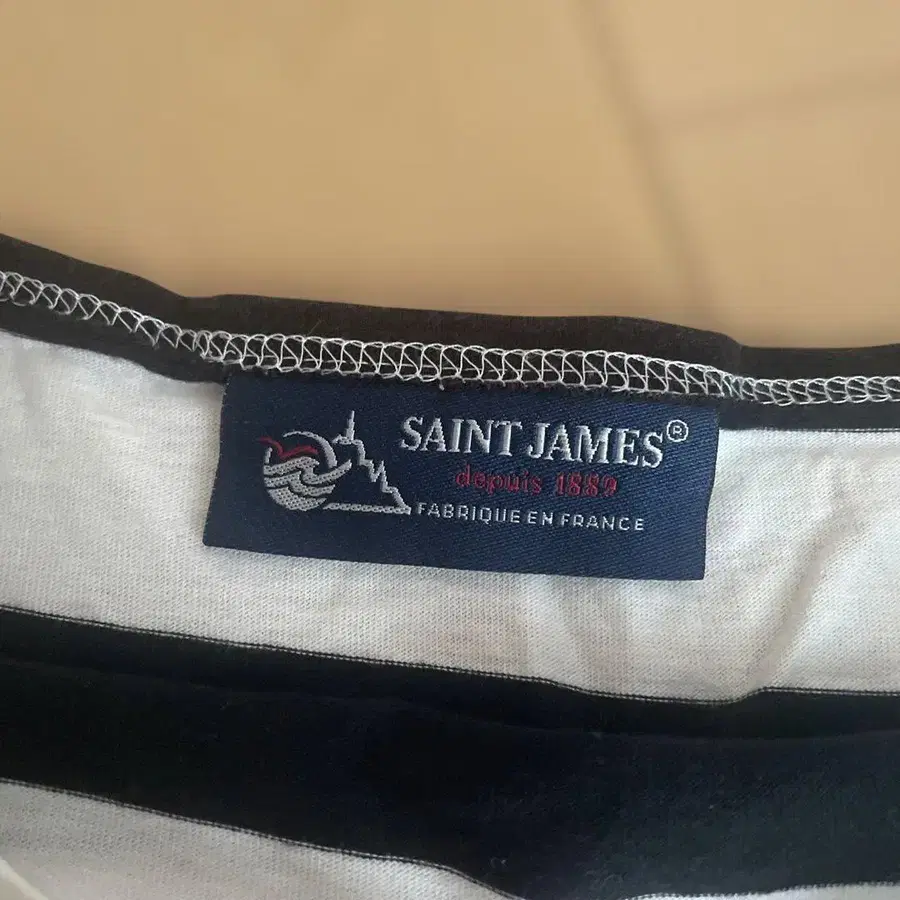 SAINT JAMES®
depuis 1889
FABRIQUE EN FRANCE